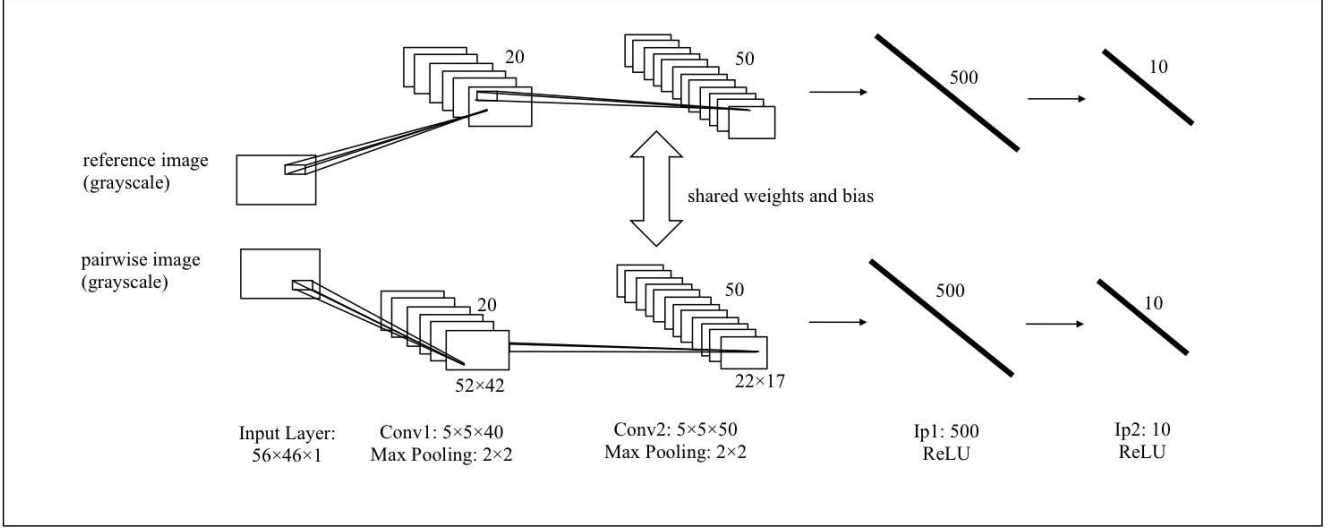 20
50
500
10
reference image
(grayscale)
shared weights and bias
pairwise image
(grayscale)
20
50
500
10
52×42
22×17
Input Layer:
56×46×1
Conv1: 5×5×40
Max Pooling: 2×2
Conv2: 5×5×50
Max Pooling: 2×2
Ip1: 500
ReLU
Ip2: 10
ReLU